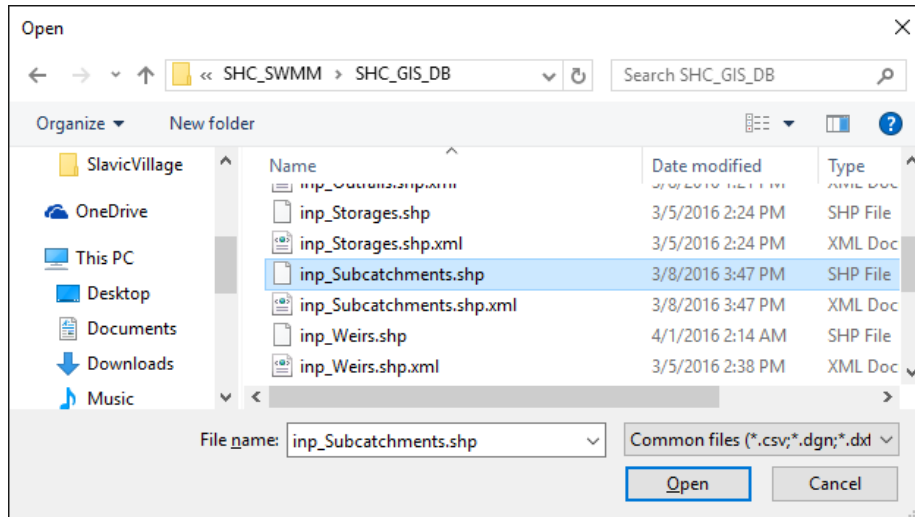 Open
« SHC_SWMM > SHC_GIS_DB
Search SHC_GIS_DB
Organize
New folder
SlavicVillage
OneDrive
This PC
Desktop
Documents
Downloads
Music
Name Date modified Type
inp_Outfalls.shp.xml
inp_Storages.shp 3/5/2016 2:24 PM SHP File
inp_Storages.shp.xml 3/5/2016 2:24 PM XML Doc
inp_Subcatchments.shp 3/8/2016 3:47 PM SHP File
inp_Subcatchments.shp.xml 3/8/2016 3:47 PM XML Doc
inp_Weirs.shp 4/1/2016 2:14 AM SHP File
inp_Weirs.shp.xml 3/5/2016 2:38 PM XML Doc
File name: inp_Subcatchments.shp
Common files (*.csv;*.dgn;*.dxf
Open Cancel